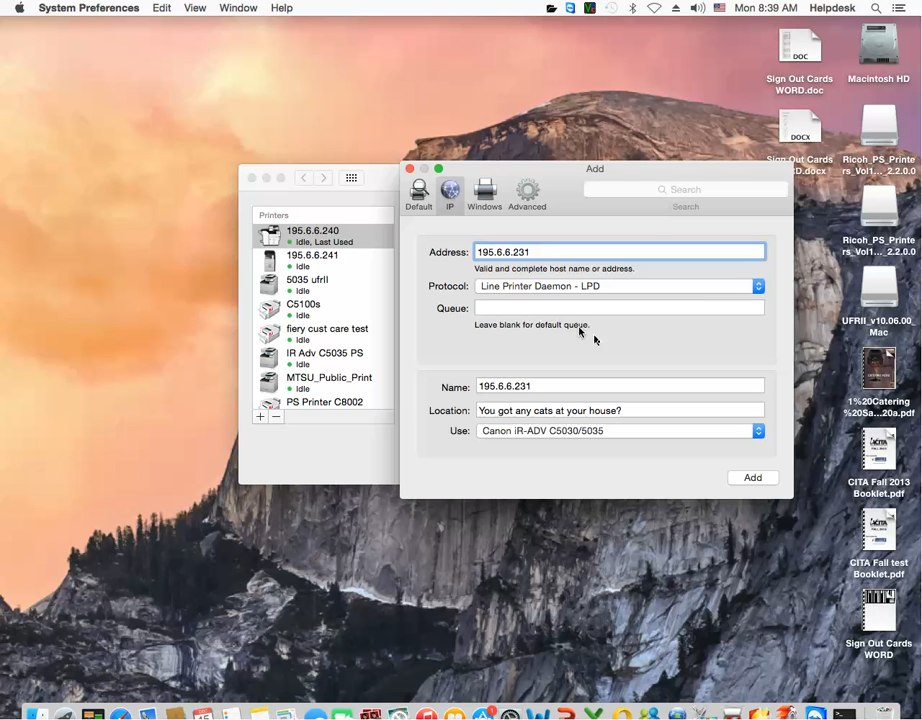 System Preferences Edit View Window Help Mon 8:39 AM Helpdesk
DOC
Sign Out Cards
WORD.doc
Macintosh HD
DOCX
Sign Out Cards
Ricoh_PS_Printe
rs_Vol1..._2.2.0.0
Ricoh_PS_Printe
rs_Vol1..._2.2.0.0
UFRII_v10.06.00_
Mac
1%20Catering
%20Sa...20a.pdf
CITA Fall 2013
Booklet.pdf
CITA Fall test
Booklet.pdf
Sign Out Cards
WORD
Printers
195.6.6.240
Idle, Last Used
195.6.6.241
Idle
5035 ufrII
Idle
C5100s
Idle
fiery cust care test
Idle
IR Adv C5035 PS
Idle
MTSU_Public_Print
Idle
PS Printer C8002
+ −
Add
Default IP Windows Advanced
Search
Search
Address: 195.6.6.231
Valid and complete host name or address.
Protocol: Line Printer Daemon - LPD
Queue:
Leave blank for default queue.
Name: 195.6.6.231
Location: You got any cats at your house?
Use: Canon iR-ADV C5030/5035
Add